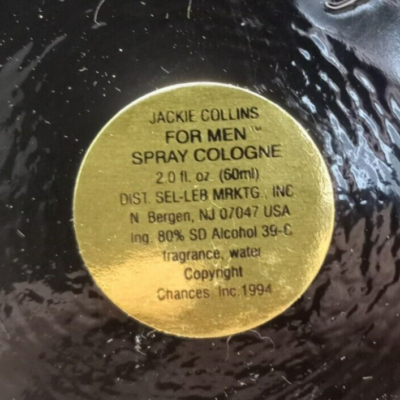 JACKIE COLLINS
FOR MEN™
SPRAY COLOGNE
2.0 fl. oz. (60ml)
DIST. SEL-LEB MRKTG., INC
N. Bergen, NJ 07047 USA
Ing. 80% SD Alcohol 39-C
fragrance, water
Copyright
Chances, Inc. 1994